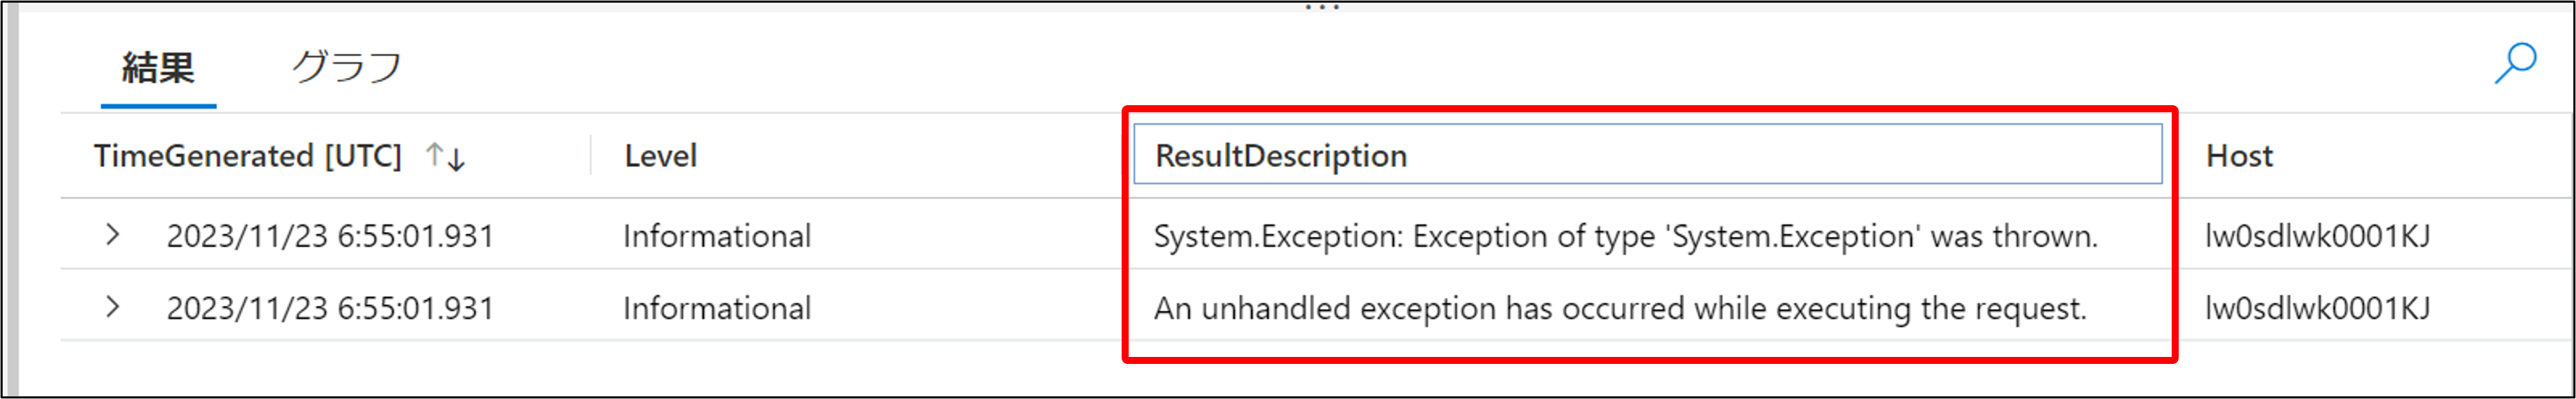 結果 グラフ
TimeGenerated [UTC] ↑↓ Level ResultDescription Host
2023/11/23 6:55:01.931 Informational System.Exception: Exception of type 'System.Exception' was thrown. lw0sdlwk0001KJ
2023/11/23 6:55:01.931 Informational An unhandled exception has occurred while executing the request. lw0sdlwk0001KJ